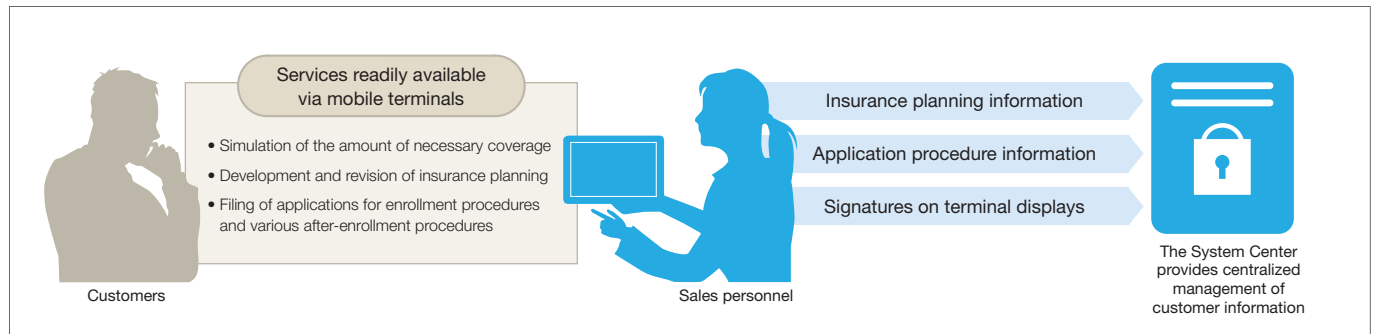 Services readily available
via mobile terminals
• Simulation of the amount of necessary coverage
• Development and revision of insurance planning
• Filing of applications for enrollment procedures
and various after-enrollment procedures
Customers
Sales personnel
Insurance planning information
Application procedure information
Signatures on terminal displays
The System Center
provides centralized
management of
customer information